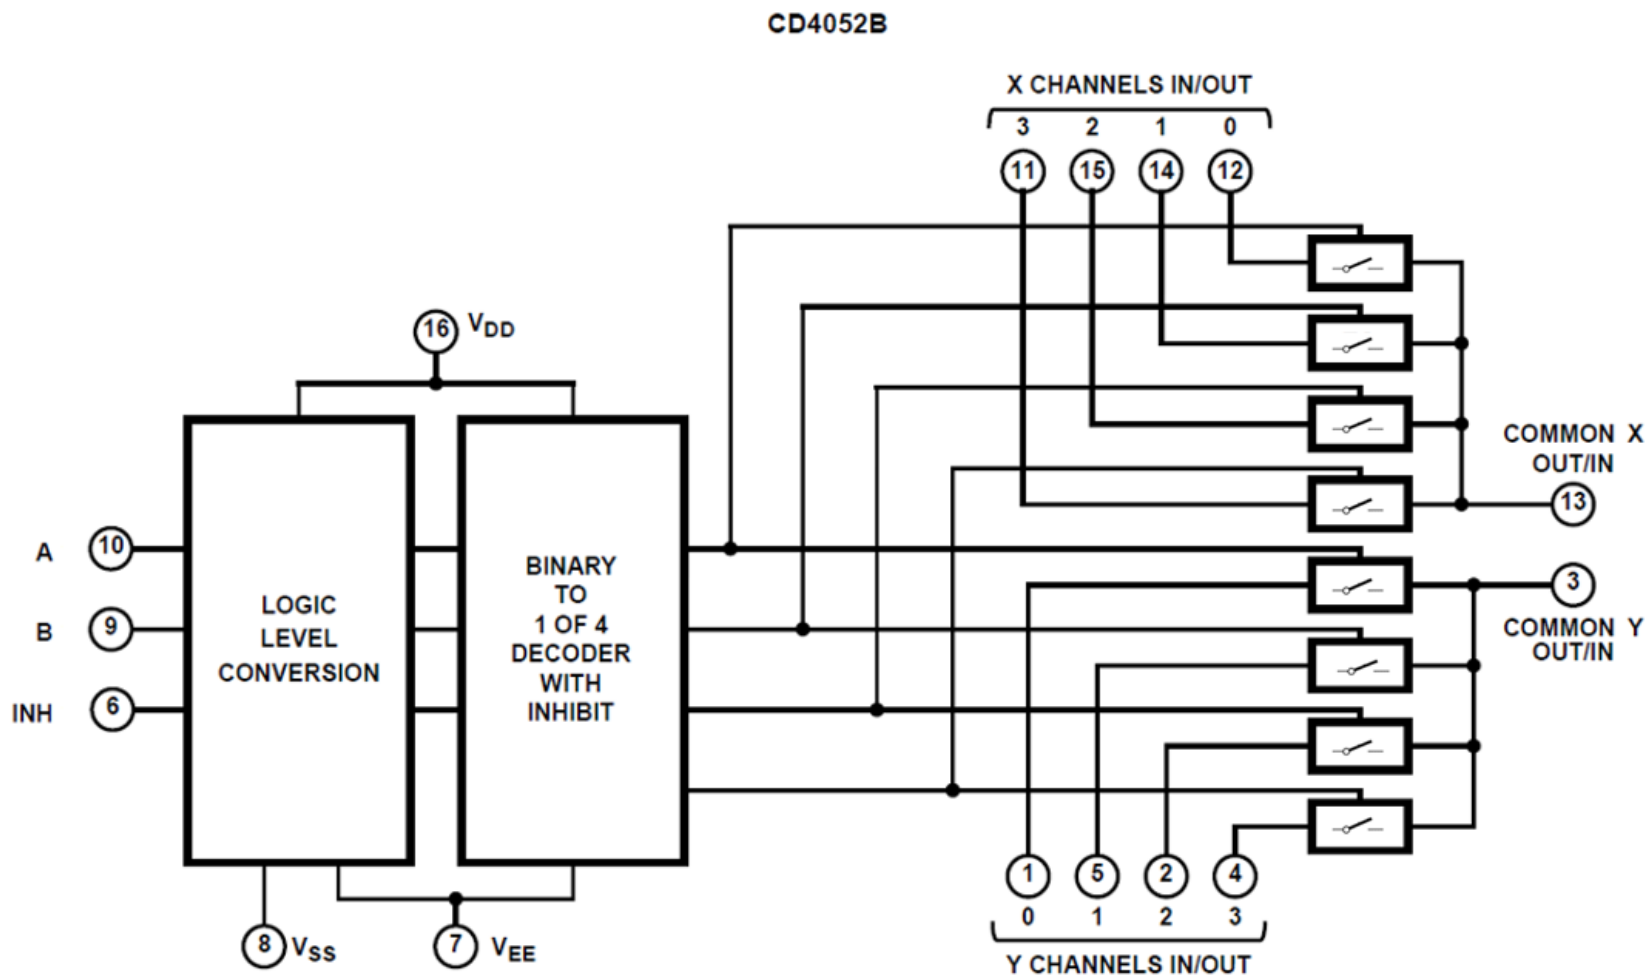 CD4052B
X CHANNELS IN/OUT
3 2 1 0
11 15 14 12
16 VDD
COMMON X
OUT/IN
13
A 10
B 9
INH 6
LOGIC
LEVEL
CONVERSION
BINARY
TO
1 OF 4
DECODER
WITH
INHIBIT
3
COMMON Y
OUT/IN
1 5 2 4
0 1 2 3
8 VSS
7 VEE
Y CHANNELS IN/OUT